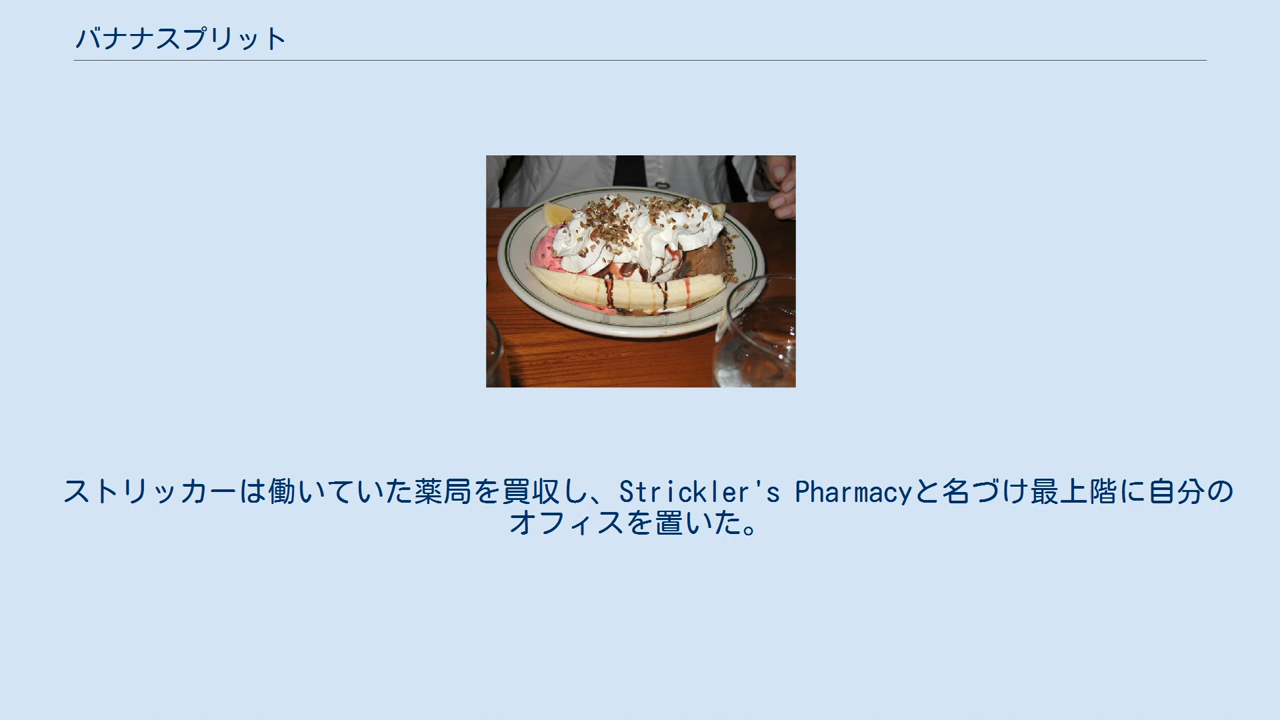 バナナスプリット
ストリッカーは働いていた薬局を買収し、Strickler's Pharmacyと名づけ最上階に自分の
オフィスを置いた。